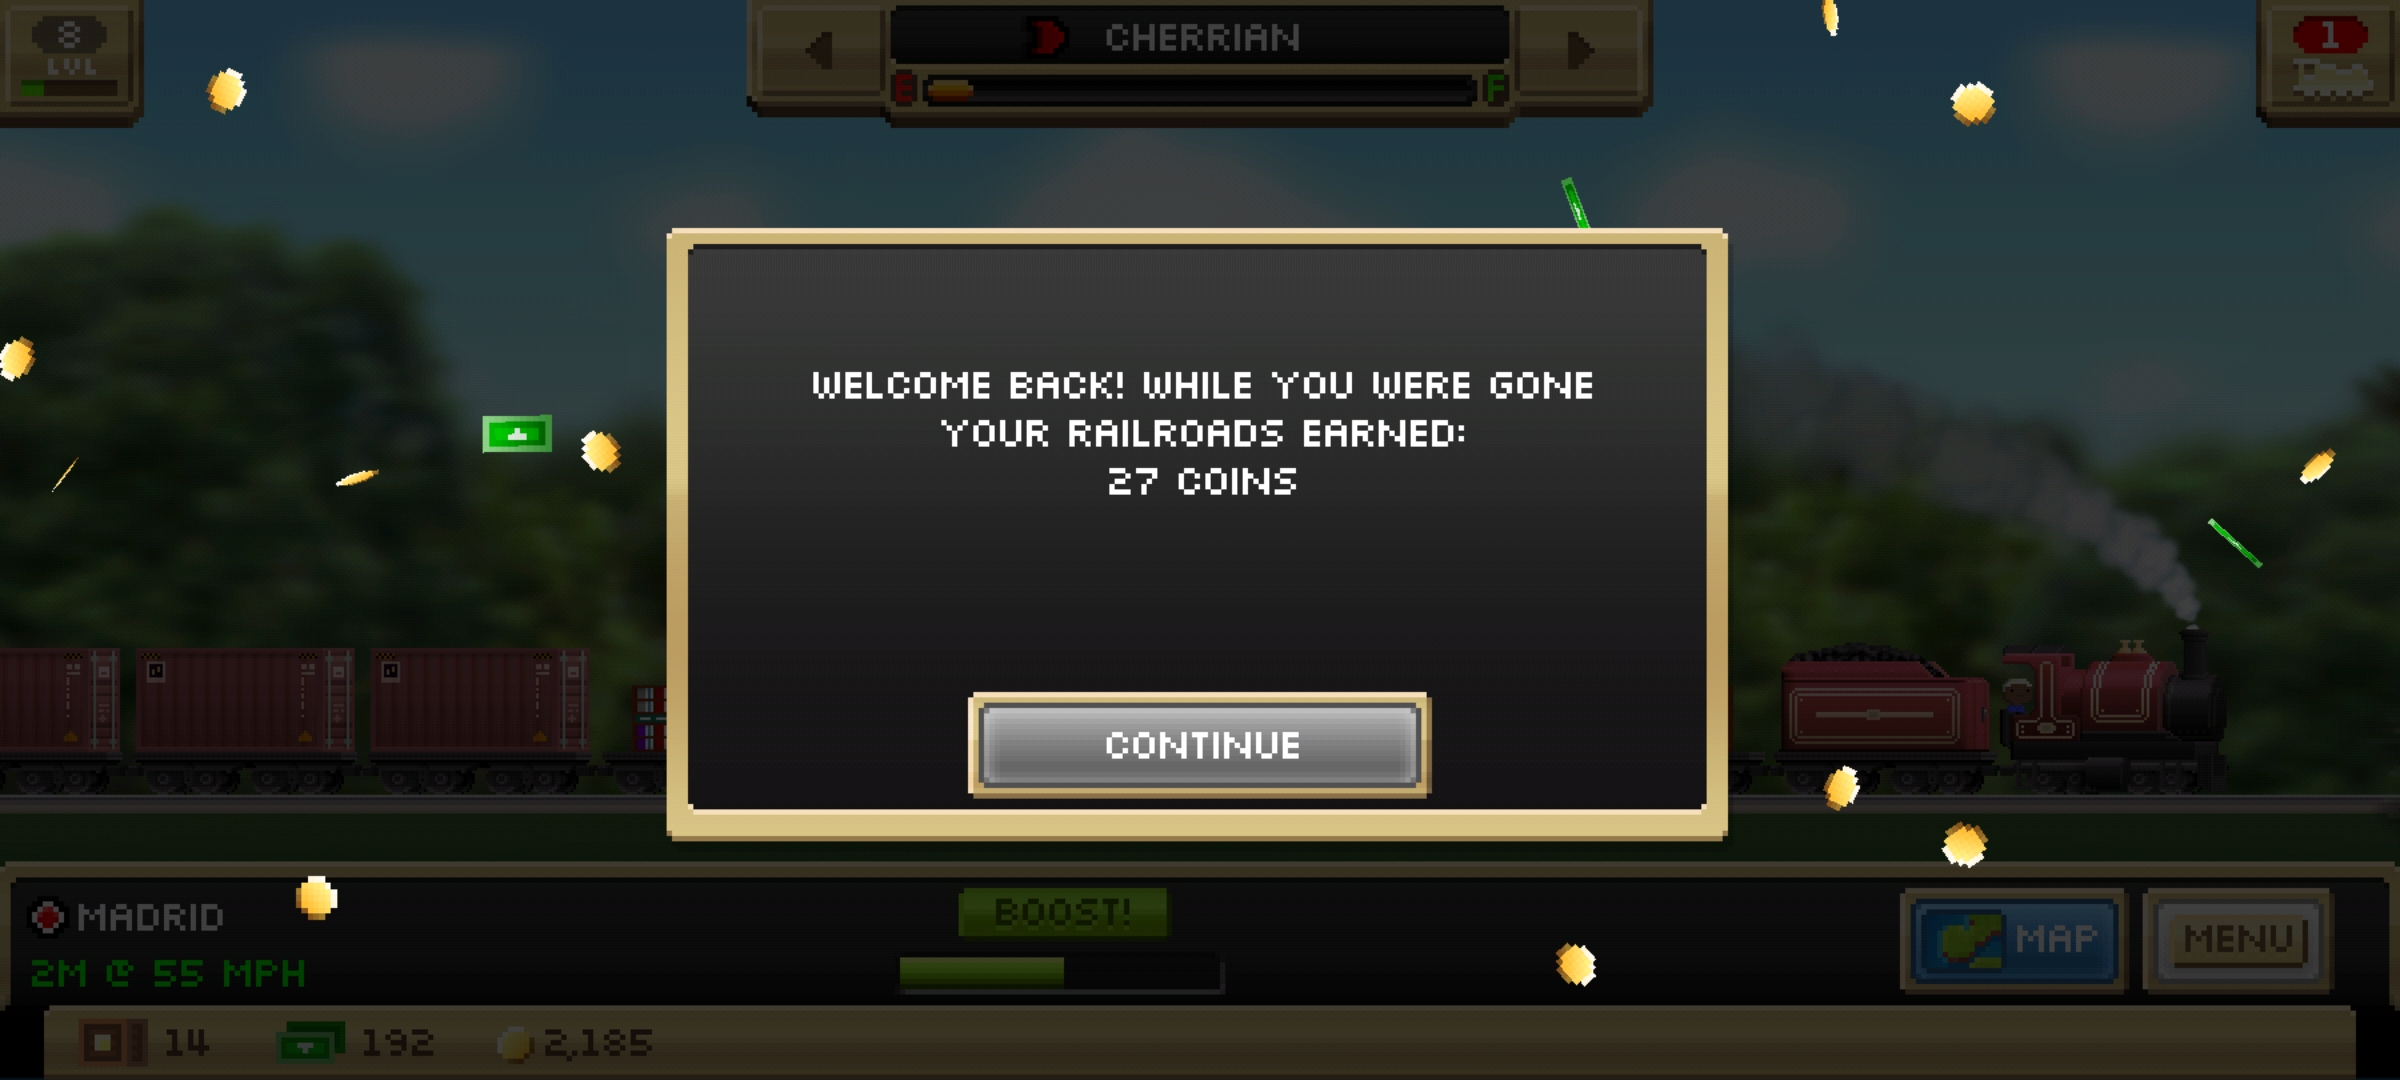 8
LVL
CHERRIAN
E
F
1
WELCOME BACK! WHILE YOU WERE GONE
YOUR RAILROADS EARNED:
27 COINS
CONTINUE
MADRID
2M @ 55 MPH
BOOST!
MAP
MENU
14
192
2,185